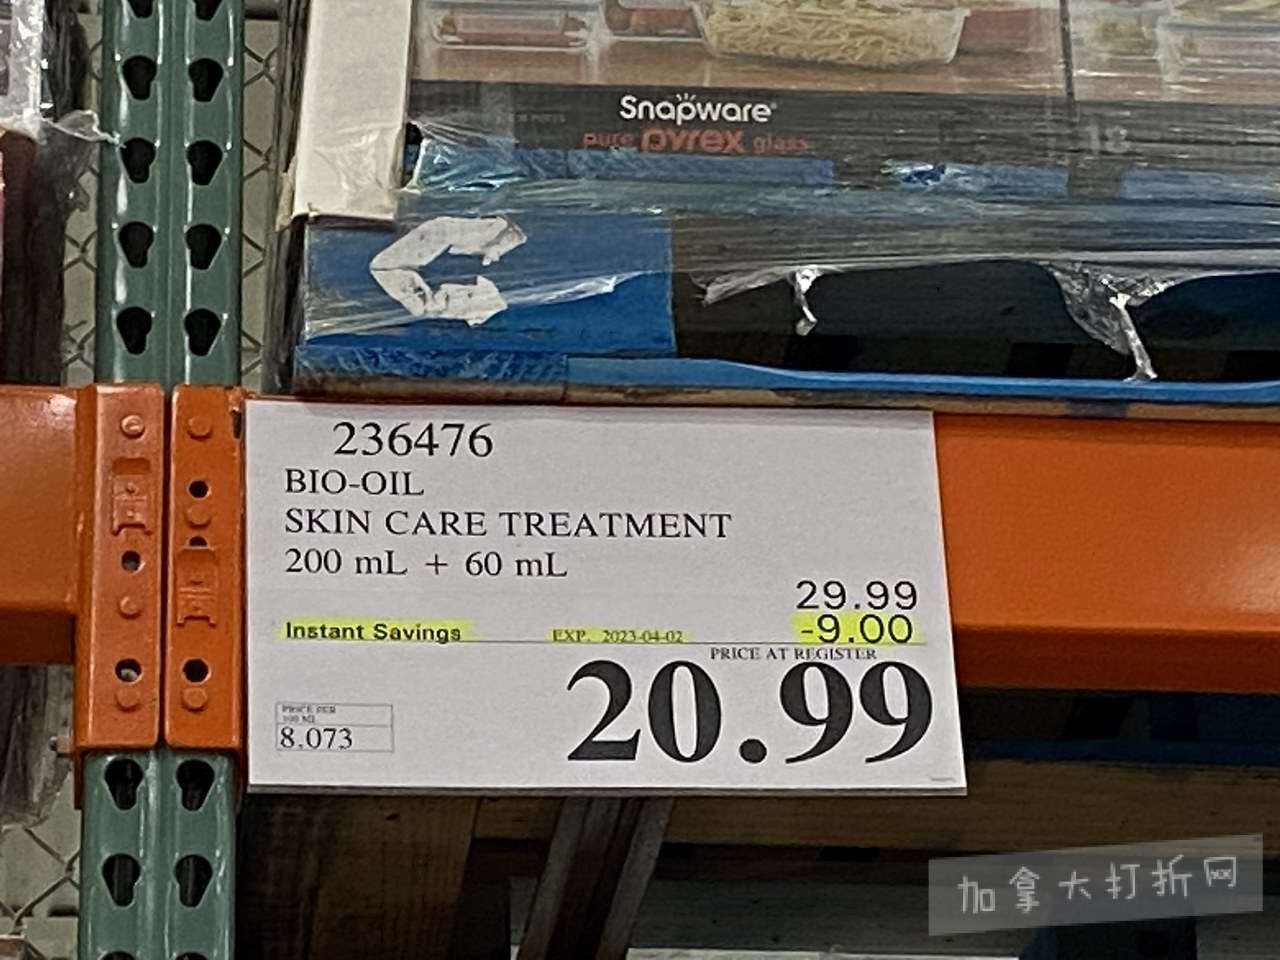 Snapware®
pure pyrex glass
18
236476
BIO-OIL
SKIN CARE TREATMENT
200 mL + 60 mL
29.99
Instant Savings EXP. 2023-04-02 -9.00
PRICE AT REGISTER
20.99
PRICE PER
100 ML
8.073
加拿大打折网